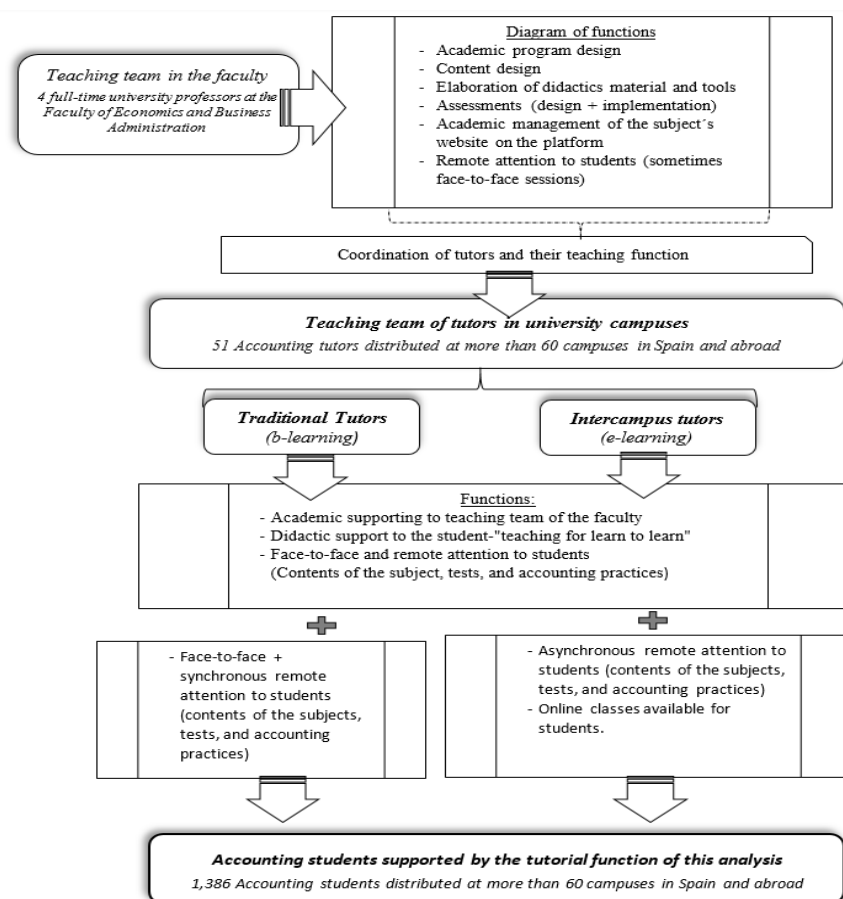 Diagram of functions
- Academic program design
- Content design
- Elaboration of didactics material and tools
- Assessments (design + implementation)
- Academic management of the subject´s
website on the platform
- Remote attention to students (sometimes
face-to-face sessions)
Teaching team in the faculty
4 full-time university professors at the
Faculty of Economics and Business
Administration
Coordination of tutors and their teaching function
Teaching team of tutors in university campuses
51 Accounting tutors distributed at more than 60 campuses in Spain and abroad
Traditional Tutors
(b-learning)
Intercampus tutors
(e-learning)
Functions:
- Academic supporting to teaching team of the faculty
- Didactic support to the student-"teaching for learn to learn"
- Face-to-face and remote attention to students
(Contents of the subject, tests, and accounting practices)
- Face-to-face +
synchronous remote
attention to students
(contents of the subjects,
tests, and accounting
practices)
- Asynchronous remote attention to
students (contents of the subjects,
tests, and accounting practices)
- Online classes available for
students.
Accounting students supported by the tutorial function of this analysis
1,386 Accounting students distributed at more than 60 campuses in Spain and abroad